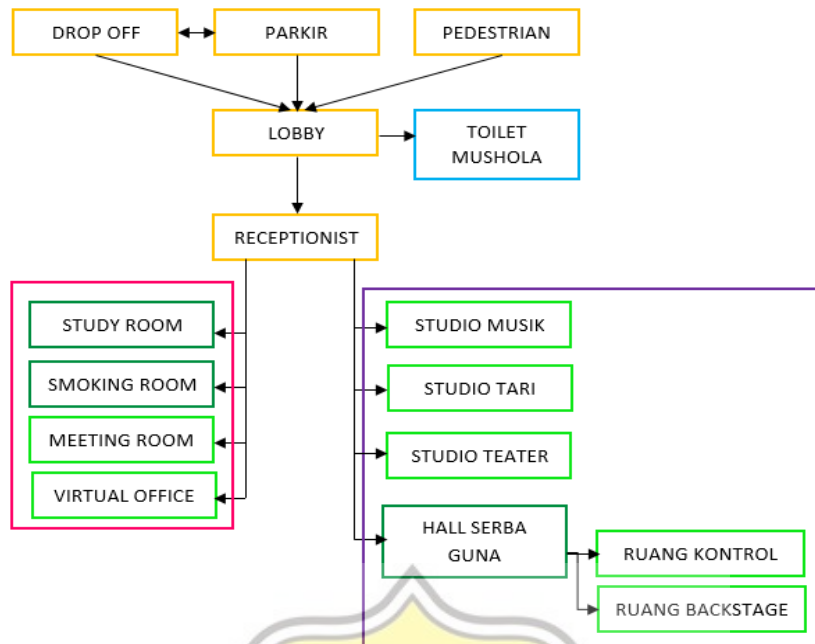 DROP OFF
PARKIR
PEDESTRIAN
LOBBY
TOILET
MUSHOLA
RECEPTIONIST
STUDY ROOM
SMOKING ROOM
MEETING ROOM
VIRTUAL OFFICE
STUDIO MUSIK
STUDIO TARI
STUDIO TEATER
HALL SERBA
GUNA
RUANG KONTROL
RUANG BACKSTAGE